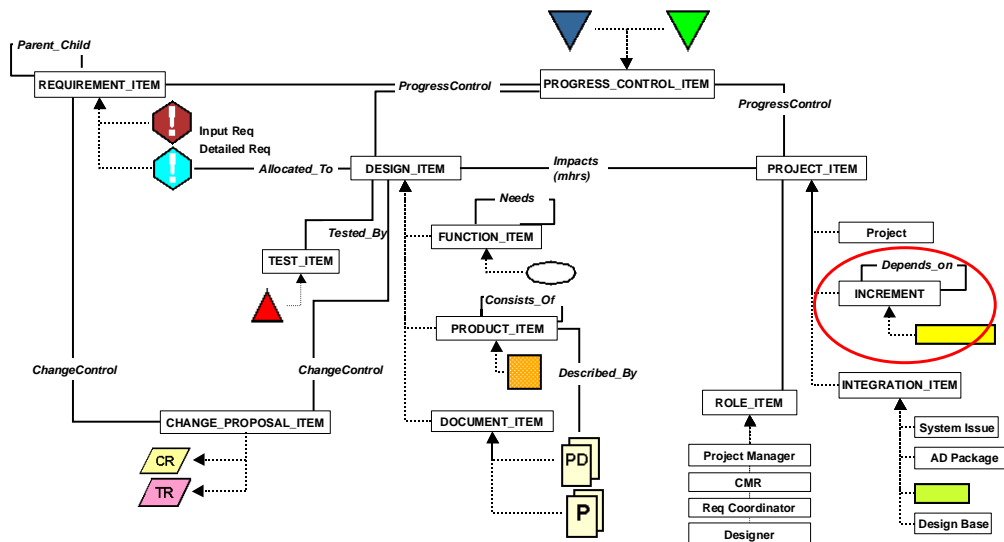 Parent_Child
REQUIREMENT_ITEM
ProgressControl
PROGRESS_CONTROL_ITEM
ProgressControl
!
Input Req
!
Detailed Req
Allocated_To
DESIGN_ITEM
Impacts
(mhrs)
PROJECT_ITEM
Needs
FUNCTION_ITEM
Project
Tested_By
TEST_ITEM
Depends_on
INCREMENT
Consists_Of
PRODUCT_ITEM
ChangeControl
ChangeControl
Described_By
INTEGRATION_ITEM
ROLE_ITEM
CHANGE_PROPOSAL_ITEM
DOCUMENT_ITEM
System Issue
CR
PD
Project Manager
AD Package
TR
CMR
P
Req Coordinator
Design Base
Designer